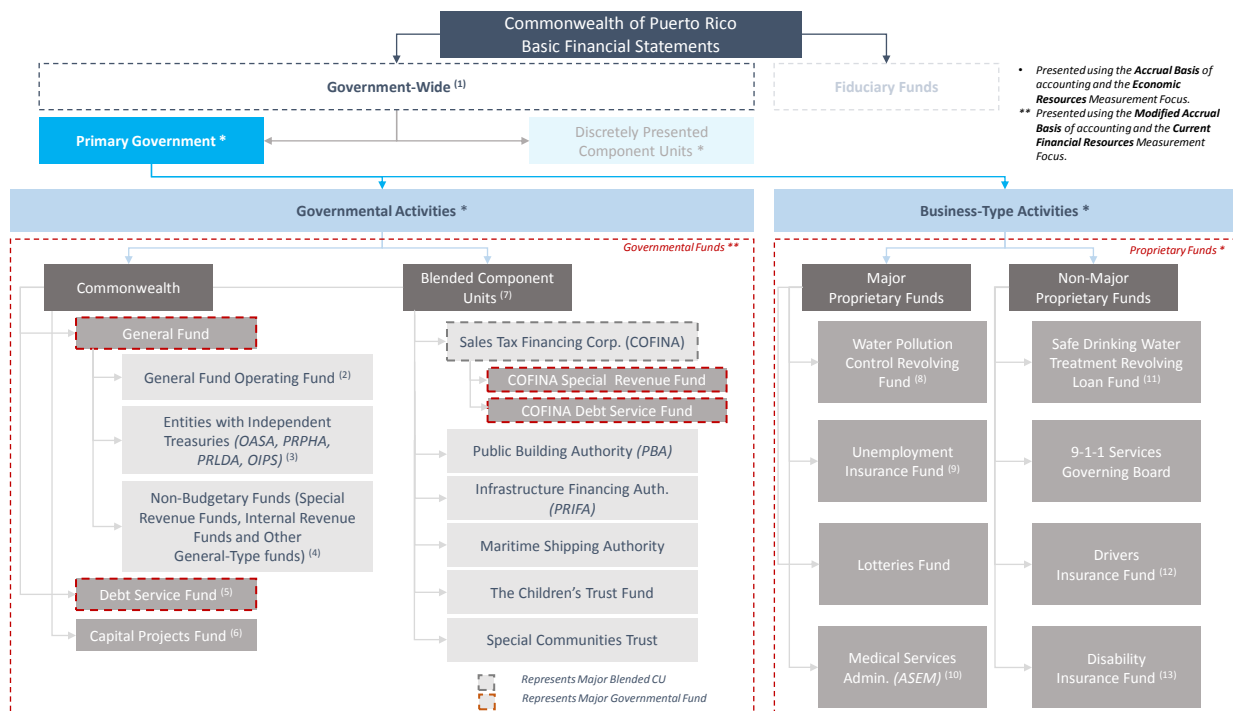 Commonwealth of Puerto Rico
Basic Financial Statements
Government-Wide (1)
Fiduciary Funds
• Presented using the Accrual Basis of
accounting and the Economic
Resources Measurement Focus.
** Presented using the Modified Accrual
Basis of accounting and the Current
Financial Resources Measurement
Focus.
Primary Government *
Discretely Presented
Component Units *
Governmental Activities *
Business-Type Activities *
Governmental Funds **
Commonwealth
Blended Component
Units (7)
General Fund
General Fund Operating Fund (2)
Entities with Independent
Treasuries (OASA, PRPHA,
PRLDA, OIPS) (3)
Non-Budgetary Funds (Special
Revenue Funds, Internal Revenue
Funds and Other
General-Type funds) (4)
Debt Service Fund (5)
Capital Projects Fund (6)
Sales Tax Financing Corp. (COFINA)
COFINA Special Revenue Fund
COFINA Debt Service Fund
Public Building Authority (PBA)
Infrastructure Financing Auth.
(PRIFA)
Maritime Shipping Authority
The Children's Trust Fund
Special Communities Trust
Represents Major Blended CU
Represents Major Governmental Fund
Proprietary Funds *
Major
Proprietary Funds
Non-Major
Proprietary Funds
Water Pollution
Control Revolving
Fund (8)
Safe Drinking Water
Treatment Revolving
Loan Fund (11)
Unemployment
Insurance Fund (9)
9-1-1 Services
Governing Board
Lotteries Fund
Drivers
Insurance Fund (12)
Medical Services
Admin. (ASEM) (10)
Disability
Insurance Fund (13)